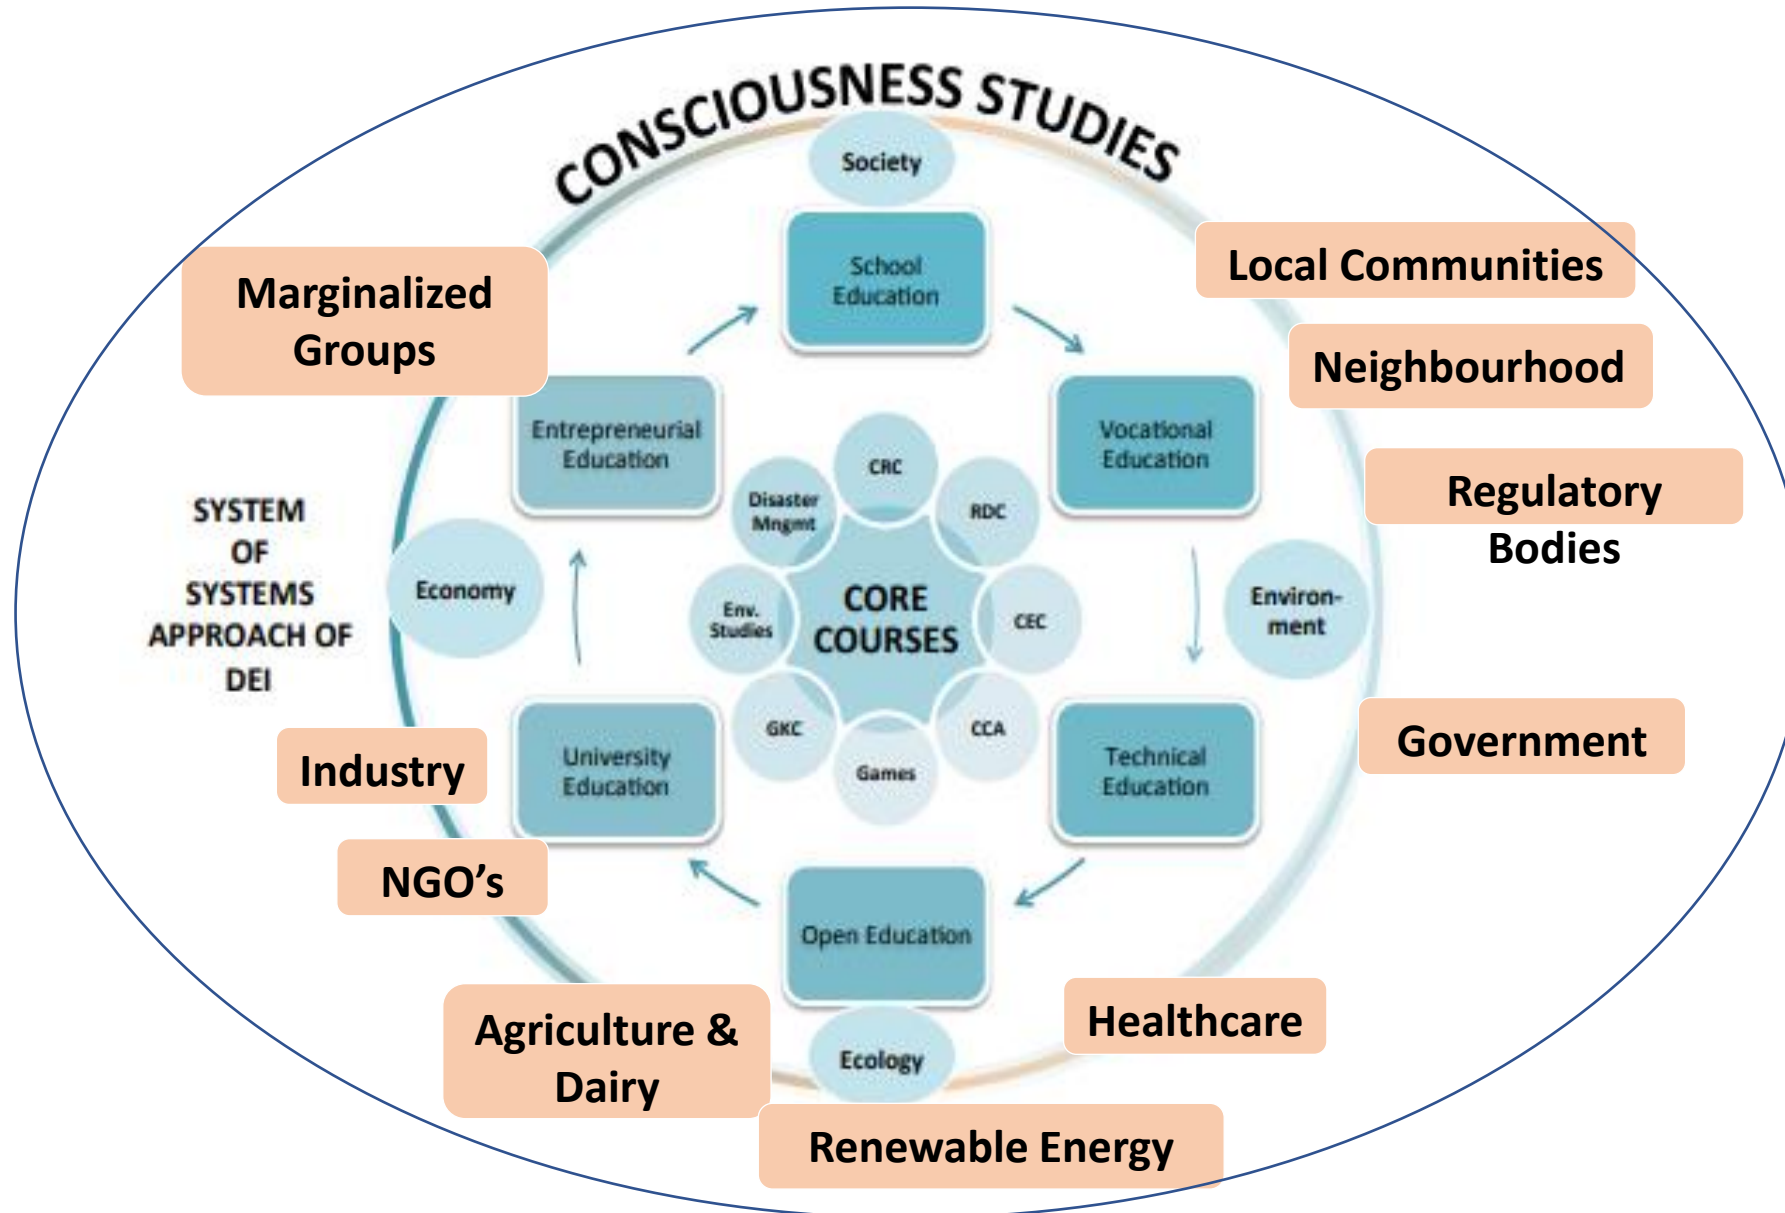 CONSCIOUSNESS STUDIES
Society
School
Education
Local Communities
Marginalized
Groups
Neighbourhood
Entrepreneurial
Education
Vocational
Education
CRC
Disaster
Mngmt
RDC
Regulatory
Bodies
SYSTEM
OF
SYSTEMS
APPROACH OF
DEI
Economy
Env.
Studies
CORE
COURSES
CEC
Environ-
ment
GKC
CCA
Games
University
Education
Technical
Education
Government
Industry
NGO’s
Open Education
Agriculture &
Dairy
Ecology
Healthcare
Renewable Energy